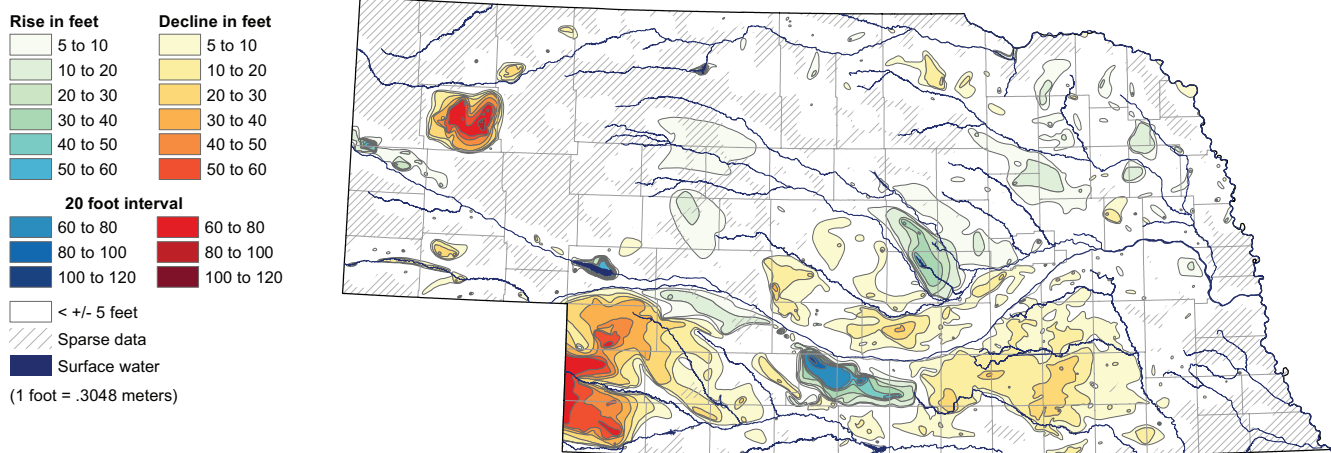 Rise in feet Decline in feet
5 to 10 5 to 10
10 to 20 10 to 20
20 to 30 20 to 30
30 to 40 30 to 40
40 to 50 40 to 50
50 to 60 50 to 60
20 foot interval
60 to 80 60 to 80
80 to 100 80 to 100
100 to 120 100 to 120
< +/- 5 feet
Sparse data
Surface water
(1 foot = .3048 meters)